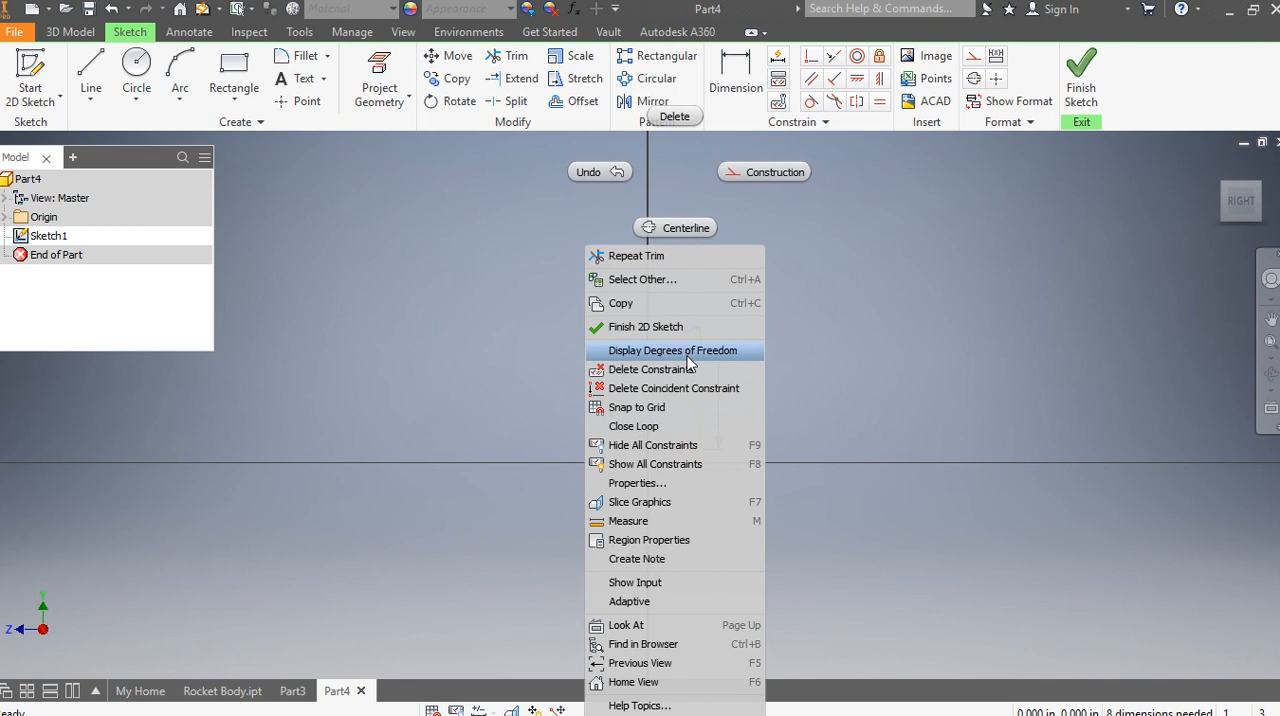 PRO
Material
Appearance
Part4
Search Help & Commands...
Sign In
File
3D Model
Sketch
Annotate
Inspect
Tools
Manage
View
Environments
Get Started
Vault
Autodesk A360
Start
2D Sketch
Line
Circle
Arc
Rectangle
Fillet
Text
Point
Project
Geometry
Move
Copy
Rotate
Trim
Extend
Split
Scale
Stretch
Offset
Rectangular
Circular
Mirror
Dimension
Image
Points
ACAD
Show Format
Finish
Sketch
Sketch
Create
Modify
Constrain
Insert
Format
Exit
Delete
Undo
Construction
Centerline
Model
Part4
View: Master
Origin
Sketch1
End of Part
RIGHT
Repeat Trim
Select Other... Ctrl+A
Copy Ctrl+C
Finish 2D Sketch
Display Degrees of Freedom
Delete Constraints
Delete Coincident Constraint
Snap to Grid
Close Loop
Hide All Constraints F9
Show All Constraints F8
Properties...
Slice Graphics F7
Measure M
Region Properties
Create Note
Show Input
Adaptive
Look At Page Up
Find in Browser Ctrl+B
Previous View F5
Home View F6
Help Topics...
Y
Z
My Home
Rocket Body.ipt
Part3
Part4
0.000 in, 0.000 in 8 dimensions needed 1 3